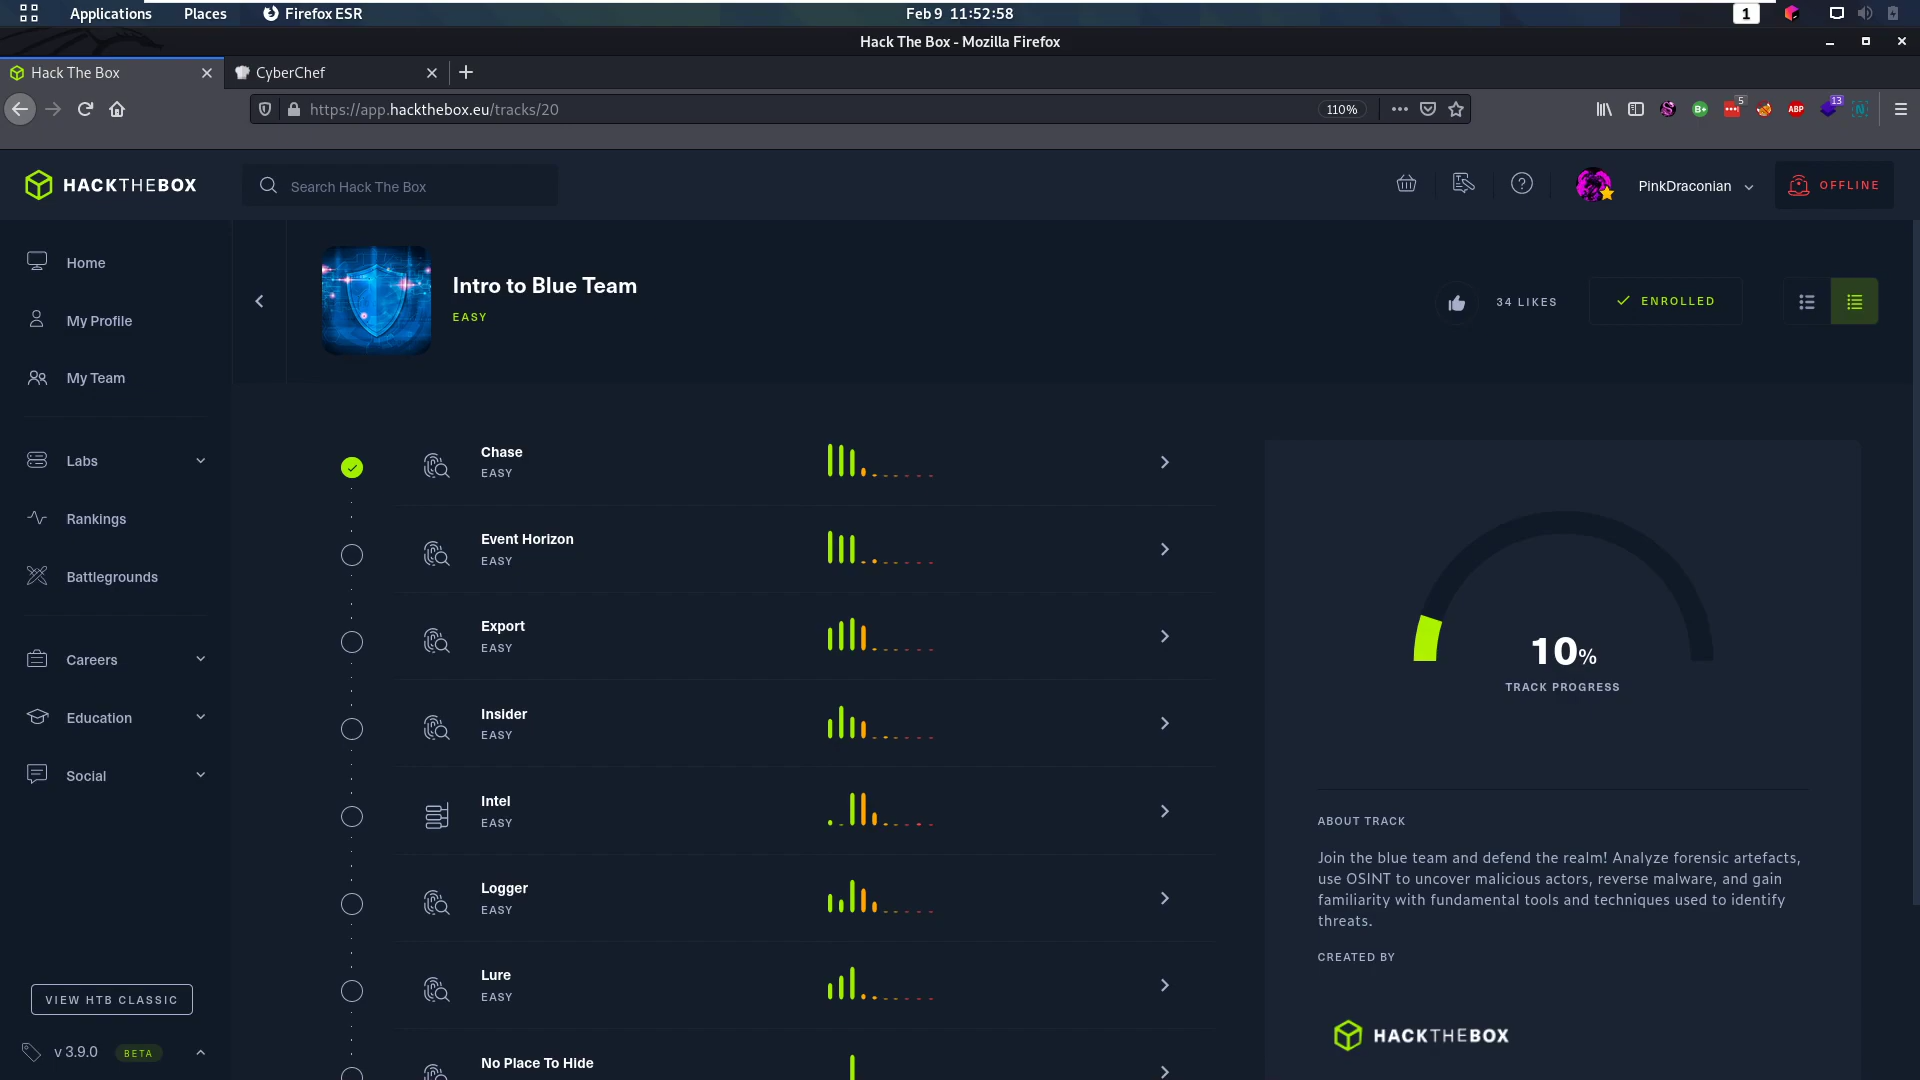 Applications Places Firefox ESR Feb 9 11:52:58 1
Hack The Box - Mozilla Firefox
Hack The Box CyberChef
https://app.hackthebox.eu/tracks/20 110% 5 ABP 13
HACKTHEBOX Search Hack The Box PinkDraconian OFFLINE
Home
My Profile
My Team
Labs
Rankings
Battlegrounds
Careers
Education
Social
VIEW HTB CLASSIC
v 3.9.0 BETA
Intro to Blue Team
EASY
34 LIKES ENROLLED
Chase
EASY
Event Horizon
EASY
Export
EASY
Insider
EASY
Intel
EASY
Logger
EASY
Lure
EASY
No Place To Hide
10%
TRACK PROGRESS
ABOUT TRACK
Join the blue team and defend the realm! Analyze forensic artefacts,
use OSINT to uncover malicious actors, reverse malware, and gain
familiarity with fundamental tools and techniques used to identify
threats.
CREATED BY
HACKTHEBOX